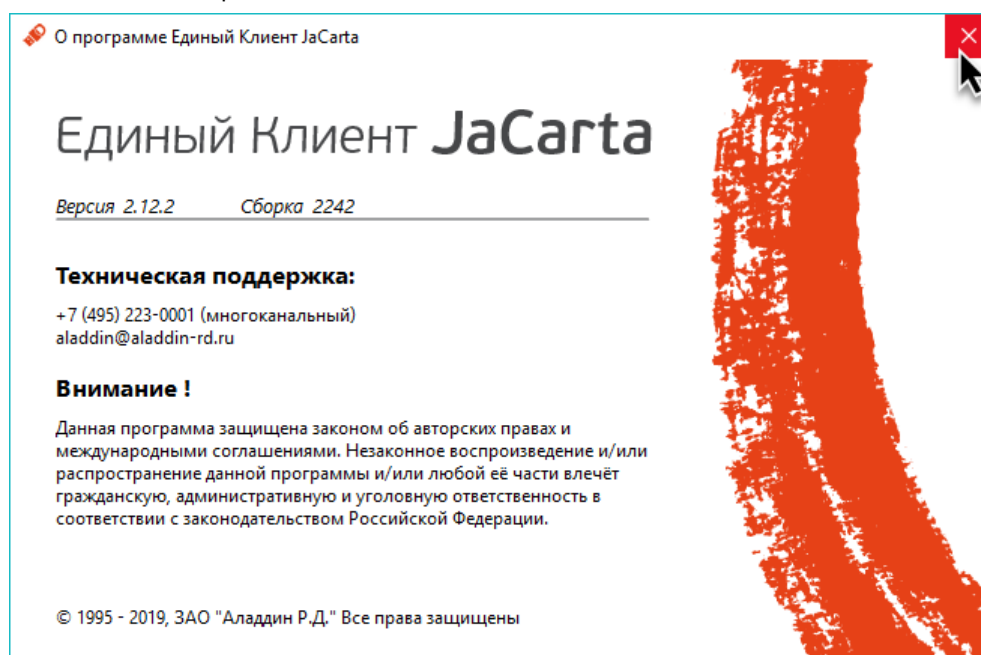 О программе Единый Клиент JaCarta
Единый Клиент JaCarta
Версия 2.12.2 Сборка 2242
Техническая поддержка:
+7 (495) 223-0001 (многоканальный)
aladdin@aladdin-rd.ru
Внимание !
Данная программа защищена законом об авторских правах и
международными соглашениями. Незаконное воспроизведение и/или
распространение данной программы и/или любой её части влечёт
гражданскую, административную и уголовную ответственность в
соответствии с законодательством Российской Федерации.
© 1995 - 2019, ЗАО "Аладдин Р.Д." Все права защищены